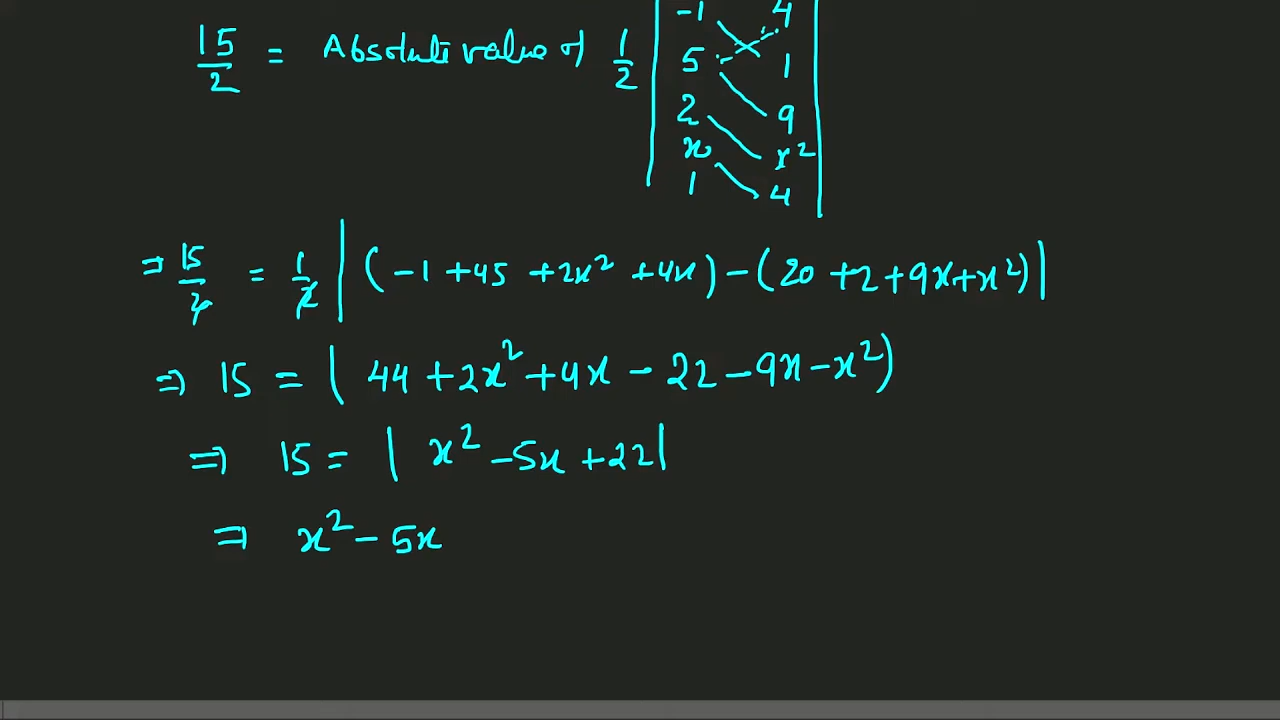 15/2 = Absolute value of 1/2 | -1 4
5 1
2 9
x x²
1 4 |
⇒ 15/2 = 1/2 | (-1 + 45 + 2x² + 4x) - (20 + 2 + 9x + x²) |
⇒ 15 = | 44 + 2x² + 4x - 22 - 9x - x² )
⇒ 15 = | x² - 5x + 22 |
⇒ x² - 5x